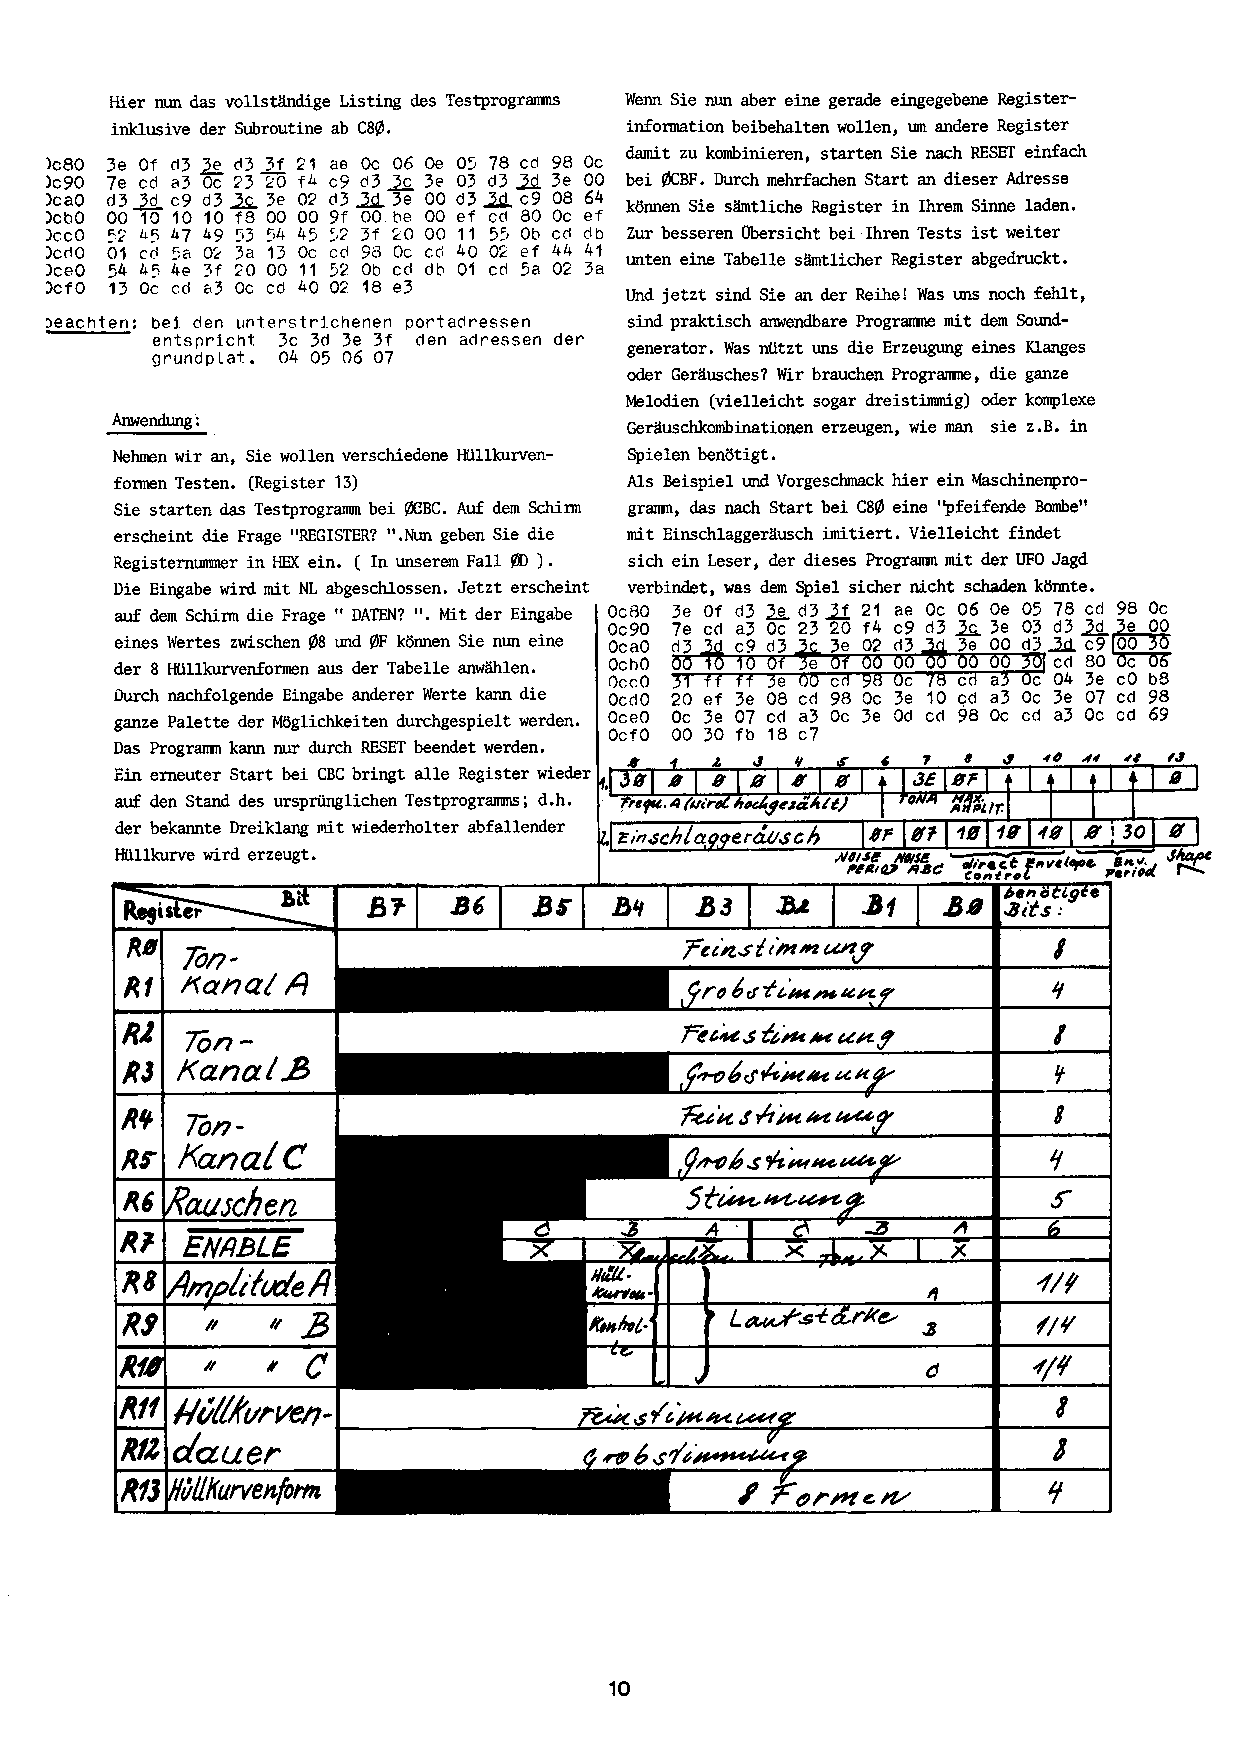 Hier nun das vollständige Listing des Testprogramms
inklusive der Subroutine ab C8Ø.
0c80 3e 0f d3 3e d3 3f 21 ae 0c 06 0e 05 78 cd 98 0c
0c90 7e cd a3 0c 23 20 f4 c9 d3 3c 3e 03 d3 3d 3e 00
0ca0 d3 3d c9 d3 3c 3e 02 d3 3d 3e 00 d3 3d c9 08 64
0cb0 00 10 10 10 f8 00 00 9f 00 be 00 ef cd 80 0c ef
0cc0 52 45 47 49 53 54 45 52 3f 20 00 11 55 0b cd db
0cd0 01 cd 5a 02 3a 13 0c cd 98 0c cd 40 02 ef 44 41
0ce0 54 45 4e 3f 20 00 11 52 0b cd db 01 cd 5a 02 3a
0cf0 13 0c cd a3 0c cd 40 02 18 e3
beachten: bei den unterstrichenen portadressen
entspricht 3c 3d 3e 3f den adressen der
grundplat. 04 05 06 07
Anwendung:
Nehmen wir an, Sie wollen verschiedene Hüllkurven-
formen Testen. (Register 13)
Sie starten das Testprogramm bei ØCBC. Auf dem Schirm
erscheint die Frage "REGISTER? ".Nun geben Sie die
Registernummer in HEX ein. ( In unserem Fall ØD ).
Die Eingabe wird mit NL abgeschlossen. Jetzt erscheint
auf dem Schirm die Frage " DATEN? ". Mit der Eingabe
eines Wertes zwischen Ø8 und ØF können Sie nun eine
der 8 Hüllkurvenformen aus der Tabelle anwählen.
Durch nachfolgende Eingabe anderer Werte kann die
ganze Palette der Möglichkeiten durchgespielt werden.
Das Programm kann nur durch RESET beendet werden.
Ein erneuter Start bei CBC bringt alle Register wieder
auf den Stand des ursprünglichen Testprogramms; d.h.
der bekannte Dreiklang mit wiederholter abfallender
Hüllkurve wird erzeugt.
Wenn Sie nun aber eine gerade eingegebene Register-
information beibehalten wollen, um andere Register
damit zu kombinieren, starten Sie nach RESET einfach
bei ØCBF. Durch mehrfachen Start an dieser Adresse
können Sie sämtliche Register in Ihrem Sinne laden.
Zur besseren Übersicht bei Ihren Tests ist weiter
unten eine Tabelle sämtlicher Register abgedruckt.
Und jetzt sind Sie an der Reihe! Was uns noch fehlt,
sind praktisch anwendbare Programme mit dem Sound-
generator. Was nützt uns die Erzeugung eines Klanges
oder Geräusches? Wir brauchen Programme, die ganze
Melodien (vielleicht sogar dreistimmig) oder komplexe
Geräuschkombinationen erzeugen, wie man sie z.B. in
Spielen benötigt.
Als Beispiel und Vorgeschmack hier ein Maschinenpro-
gramm, das nach Start bei C8Ø eine "pfeifende Bombe"
mit Einschlaggeräusch imitiert. Vielleicht findet
sich ein Leser, der dieses Programm mit der UFO Jagd
verbindet, was dem Spiel sicher nicht schaden könnte.
0c80 3e 0f d3 3e d3 3f 21 ae 0c 06 0e 05 78 cd 98 0c
0c90 7e cd a3 0c 23 20 f4 c9 d3 3c 3e 03 d3 3d 3e 00
0ca0 d3 3d c9 d3 3c 3e 02 d3 3d 3e 00 d3 3d c9 00 30
0cb0 00 10 10 0f 3e 0f 00 00 00 00 00 30 cd 80 0c 06
0cc0 31 ff ff 3e 00 cd 98 0c 78 cd a3 0c 04 3e c0 b8
0cd0 20 ef 3e 08 cd 98 0c 3e 10 cd a3 0c 3e 07 cd 98
0ce0 0c 3e 07 cd a3 0c 3e 0d cd 98 0c cd a3 0c cd 69
0cf0 00 30 fb 18 c7
0 1 2 3 4 5 6 7 8 9 10 11 12 13
1. 3Ø Ø Ø Ø Ø Ø 3E ØF Ø
Frequ. A (wird hochgezählt) TONA MAX. AMPLIT.
2. Einschlaggeräusch ØF Ø7 1Ø 1Ø 1Ø Ø 30 Ø
NOISE PERIOD NOISE ABC direct Envelope Control Env. Period Shape
Register Bit B7 B6 B5 B4 B3 B2 B1 BØ benötigte Bits:
RØ Ton- Feinstimmung 8
R1 Kanal A Grobstimmung 4
R2 Ton- Feinstimmung 8
R3 Kanal B Grobstimmung 4
R4 Ton- Feinstimmung 8
R5 Kanal C Grobstimmung 4
R6 Rauschen Stimmung 5
R7 ENABLE C B A C B A 6
X X X X X X Rauschen Ton
R8 Amplitude A Hüll- kurven- A 1/4
R9 " " B Kontrol- Lautstärke B 1/4
R1Ø " " C te C 1/4
R11 Hüllkurven- Feinstimmung 8
R12 dauer Grobstimmung 8
R13 Hüllkurvenform 8 Formen 4
10